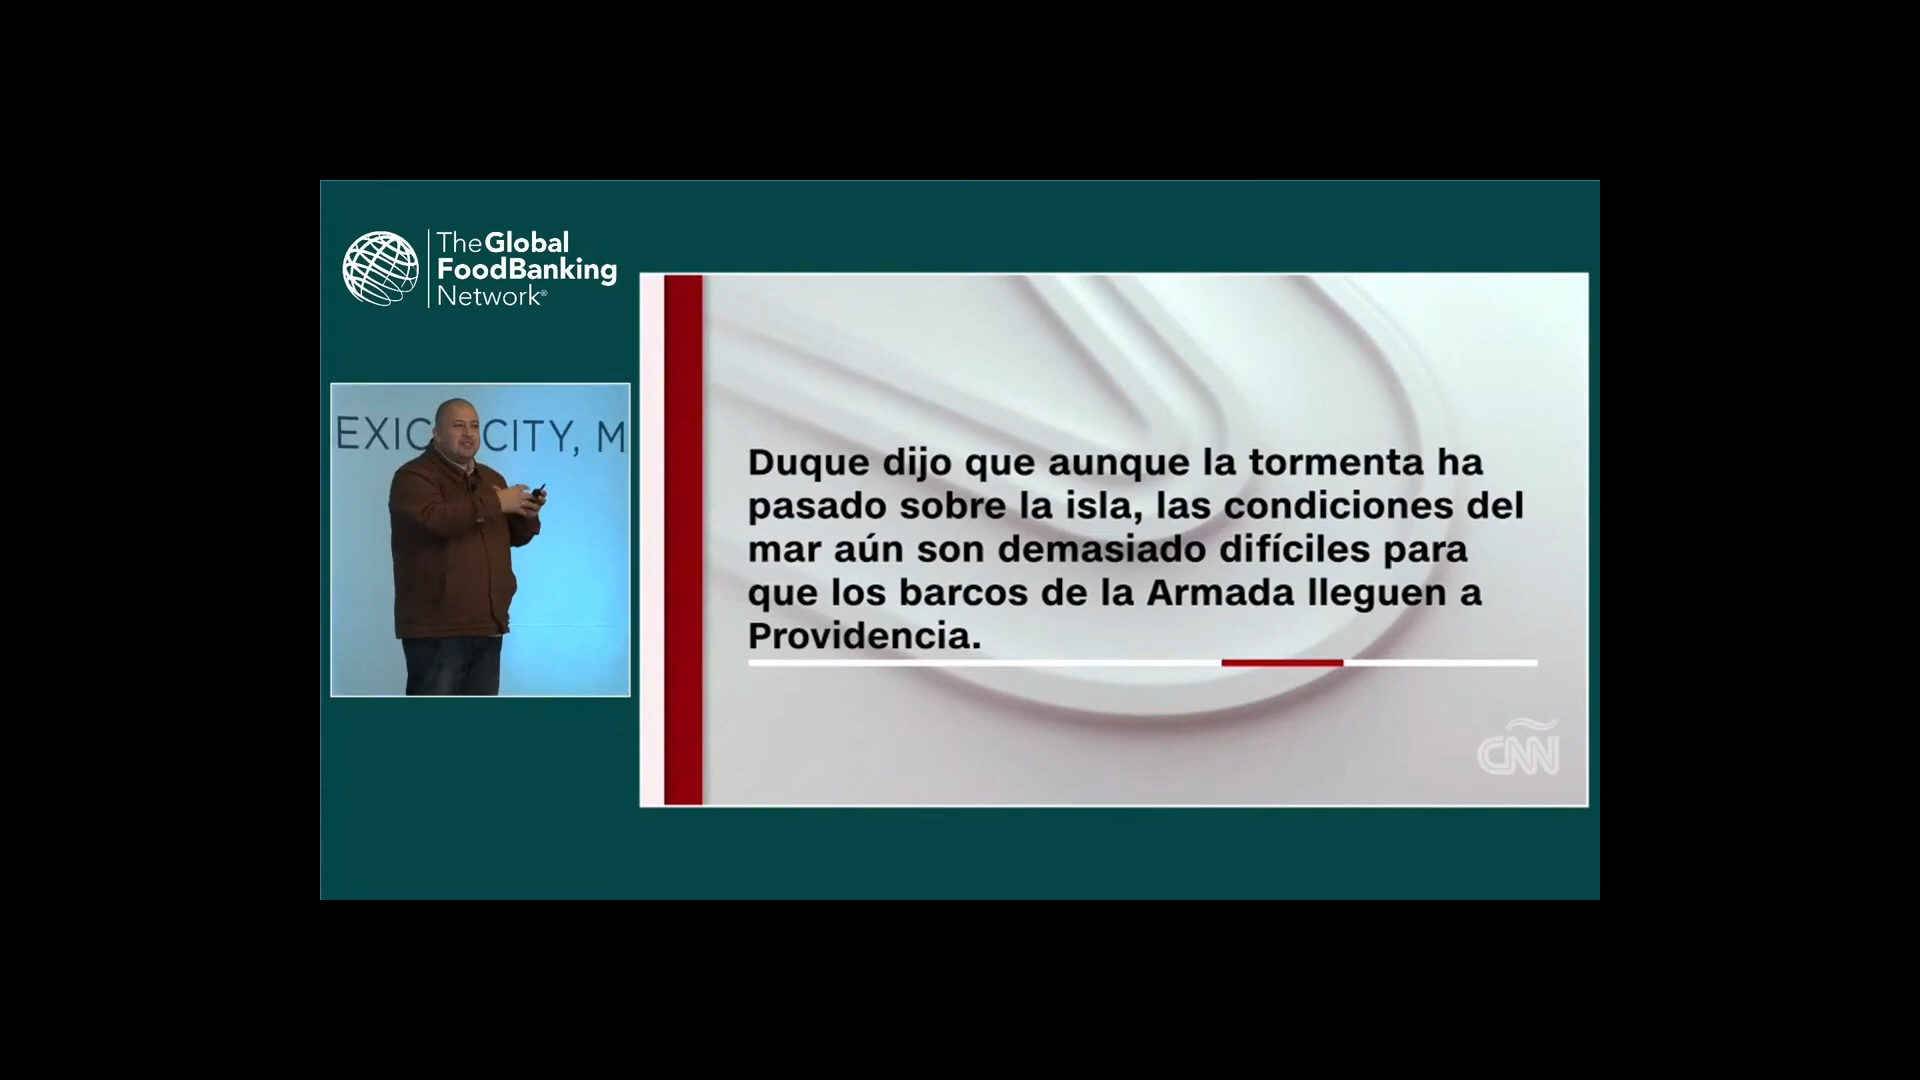 The Global
FoodBanking
Network®
EXIC CITY, M
Duque dijo que aunque la tormenta ha
pasado sobre la isla, las condiciones del
mar aún son demasiado difíciles para
que los barcos de la Armada lleguen a
Providencia.
CNN